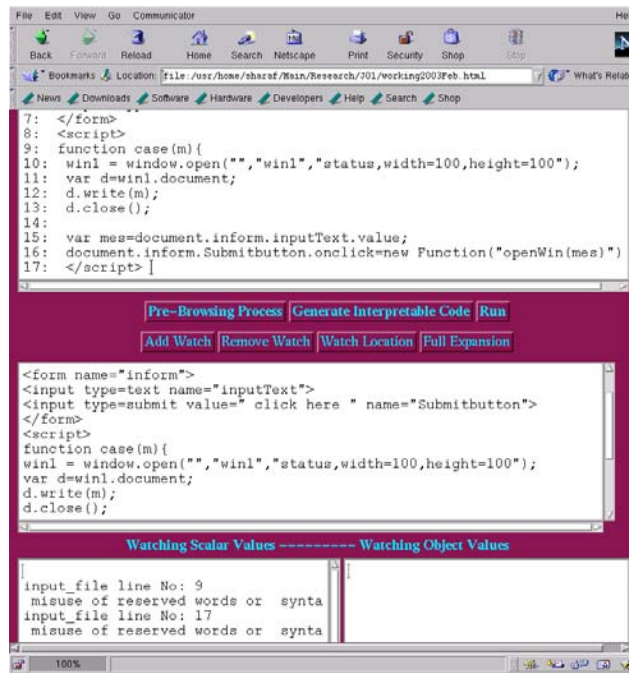 File Edit View Go Communicator
Back Forward Reload Home Search Netscape Print Security Shop Stop
N
Bookmarks Location: file:/usr/home/sharaf/Main/Research/J01/working2003Feb.html What's Relat
News Downloads Software Hardware Developers Help Search Shop
7: </form>
8: <script>
9: function case(m){
10: win1 = window.open("","win1","status,width=100,height=100");
11: var d=win1.document;
12: d.write(m);
13: d.close();
14:
15: var mes=document.inform.inputText.value;
16: document.inform.Submitbutton.onclick=new Function("openWin(mes)")
17: </script>
Pre-Browsing Process Generate Interpretable Code Run
Add Watch Remove Watch Watch Location Full Expansion
<form name="inform">
<input type=text name="inputText">
<input type=submit value=" click here " name="Submitbutton">
</form>
<script>
function case(m){
win1 = window.open("","win1","status,width=100,height=100");
var d=win1.document;
d.write(m);
d.close();
Watching Scalar Values --------- Watching Object Values
input_file line No: 9
misuse of reserved words or synta
input_file line No: 17
misuse of reserved words or synta
100%